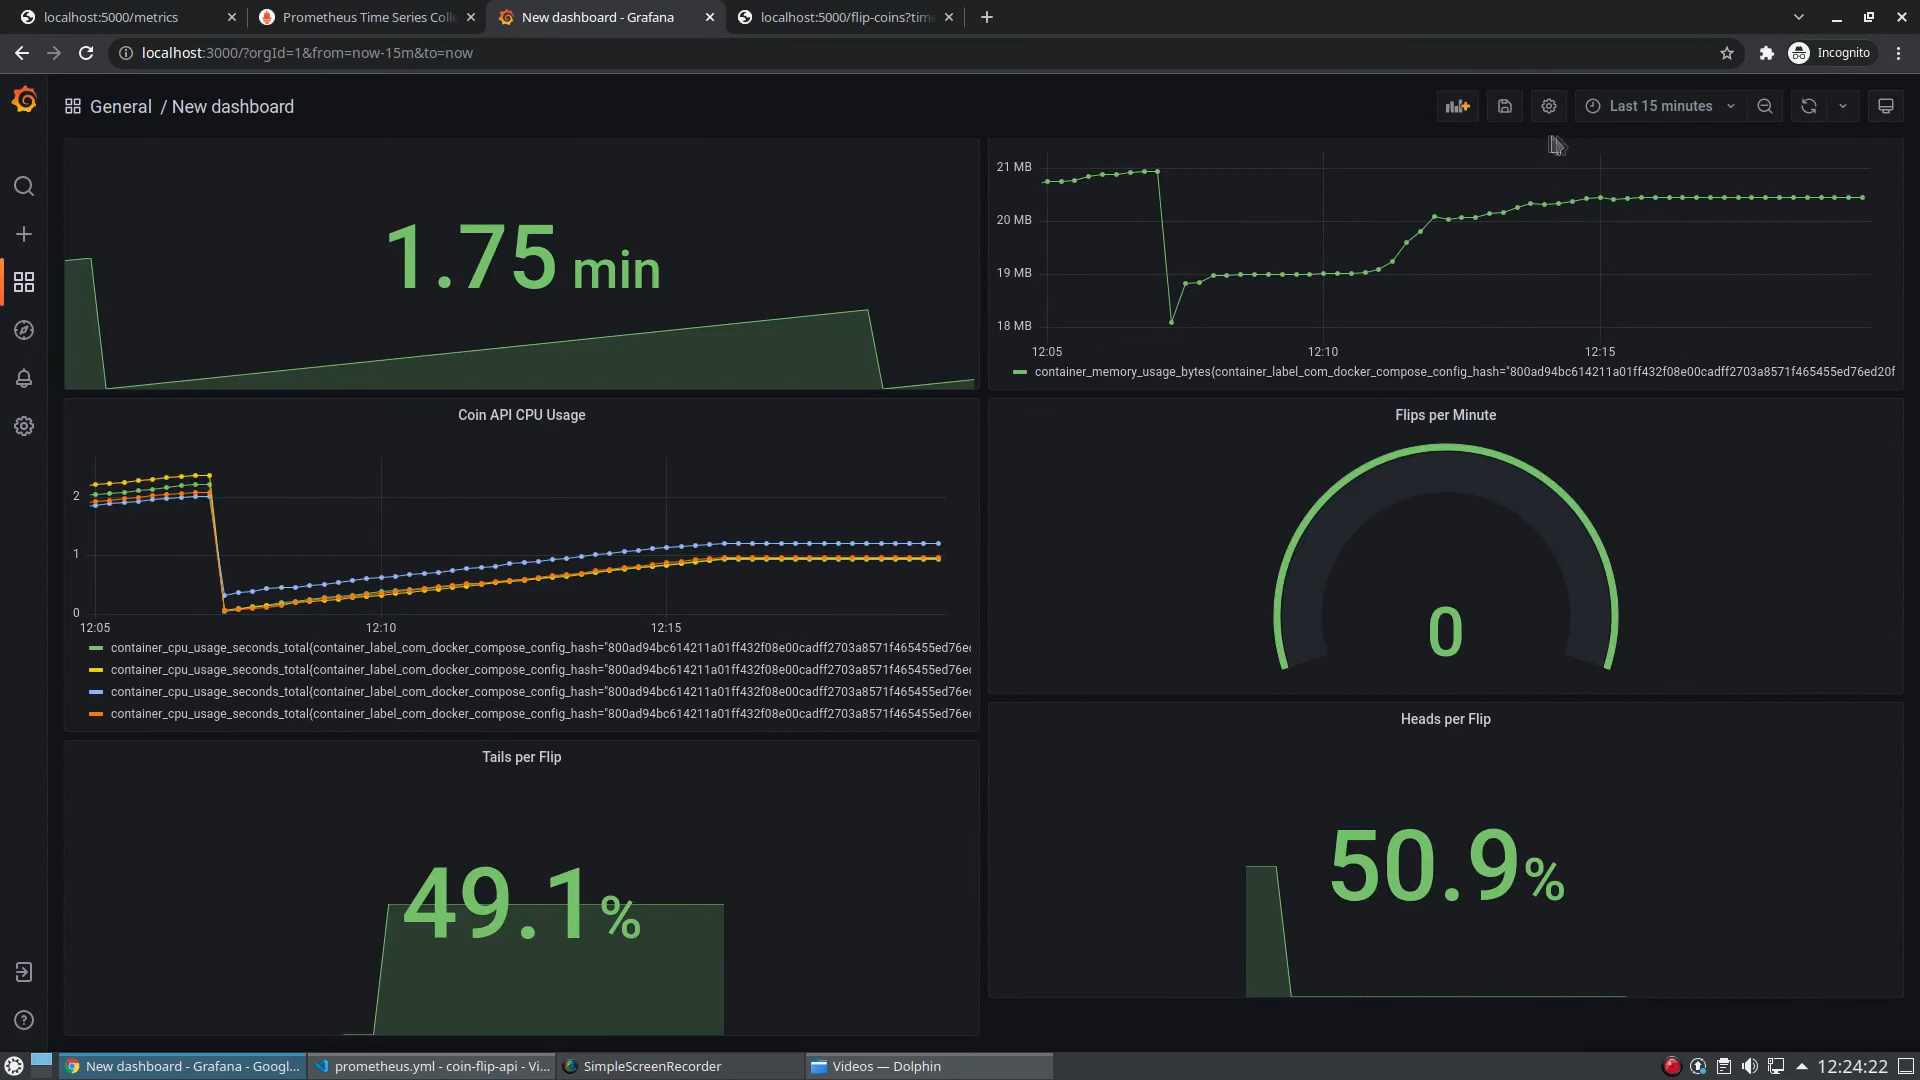 localhost:5000/metrics
Prometheus Time Series Coll
New dashboard - Grafana
localhost:5000/flip-coins?time
localhost:3000/?orgId=1&from=now-15m&to=now
Incognito
General / New dashboard
Last 15 minutes
1.75 min
21 MB
20 MB
19 MB
18 MB
12:05
12:10
12:15
container_memory_usage_bytes{container_label_com_docker_compose_config_hash="800ad94bc614211a01ff432f08e00cadff2703a8571f465455ed76ed20f
Coin API CPU Usage
2
1
0
12:05
12:10
12:15
container_cpu_usage_seconds_total{container_label_com_docker_compose_config_hash="800ad94bc614211a01ff432f08e00cadff2703a8571f465455ed76e
container_cpu_usage_seconds_total{container_label_com_docker_compose_config_hash="800ad94bc614211a01ff432f08e00cadff2703a8571f465455ed76e
container_cpu_usage_seconds_total{container_label_com_docker_compose_config_hash="800ad94bc614211a01ff432f08e00cadff2703a8571f465455ed76e
container_cpu_usage_seconds_total{container_label_com_docker_compose_config_hash="800ad94bc614211a01ff432f08e00cadff2703a8571f465455ed76e
Flips per Minute
0
Tails per Flip
49.1%
Heads per Flip
50.9%
New dashboard - Grafana - Googl...
prometheus.yml - coin-flip-api - Vi...
SimpleScreenRecorder
Videos — Dolphin
12:24:22